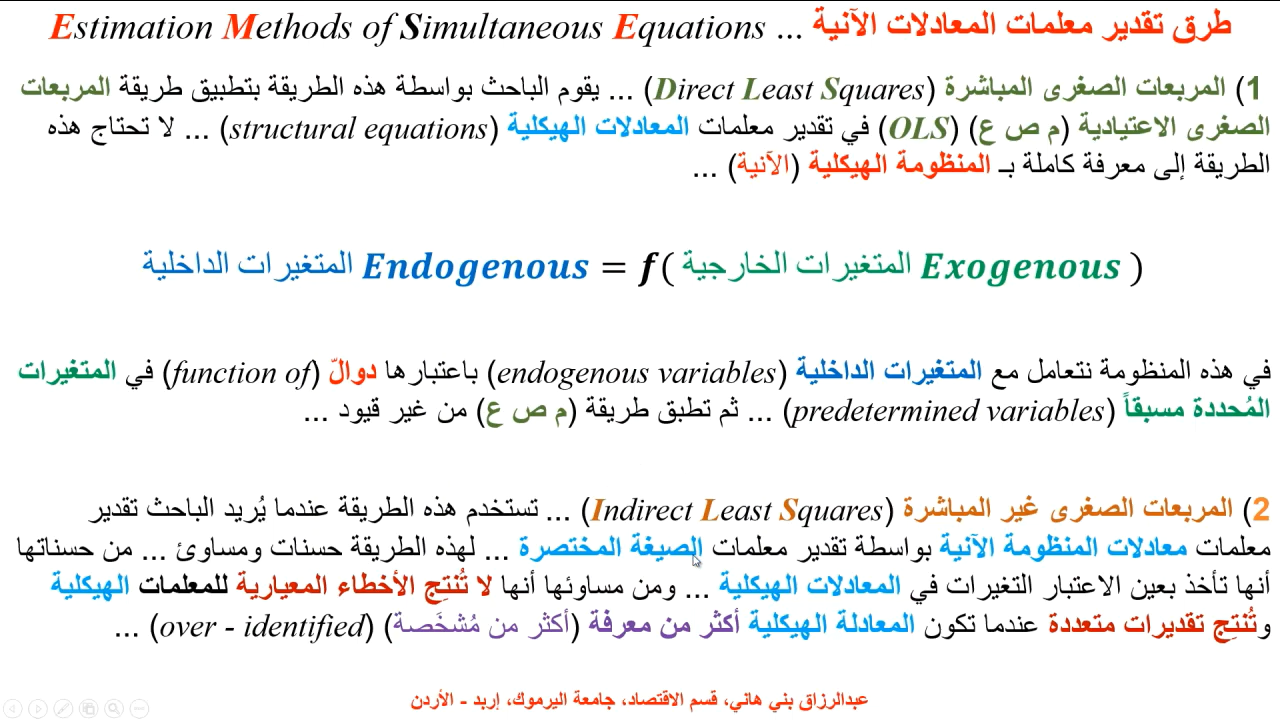 طرق تقدير معلمات المعادلات الآنية ... Estimation Methods of Simultaneous Equations
1) المربعات الصغرى المباشرة (Direct Least Squares) ... يقوم الباحث بواسطة هذه الطريقة بتطبيق طريقة المربعات
الصغرى الاعتيادية (م ص ع) (OLS) في تقدير معلمات المعادلات الهيكلية (structural equations) ... لا تحتاج هذه
الطريقة إلى معرفة كاملة بـ المنظومة الهيكلية (الآنية) ...
المتغيرات الداخلية Endogenous = f( المتغيرات الخارجية Exogenous )
في هذه المنظومة نتعامل مع المتغيرات الداخلية (endogenous variables) باعتبارها دوالّ (function of) في المتغيرات
المُحددة مسبقاً (predetermined variables) ... ثم تطبق طريقة (م ص ع) من غير قيود ...
2) المربعات الصغرى غير المباشرة (Indirect Least Squares) ... تستخدم هذه الطريقة عندما يُريد الباحث تقدير
معلمات معادلات المنظومة الآنية بواسطة تقدير معلمات الصيغة المختصرة ... لهذه الطريقة حسنات ومساوئ ... من حسناتها
أنها تأخذ بعين الاعتبار التغيرات في المعادلات الهيكلية ... ومن مساوئها أنها لا تُنتِج الأخطاء المعيارية للمعلمات الهيكلية
وتُنتِج تقديرات متعددة عندما تكون المعادلة الهيكلية أكثر من معرفة (أكثر من مُشخَصة) (over - identified) ...
عبدالرزاق بني هاني، قسم الاقتصاد، جامعة اليرموك، إربد - الأردن